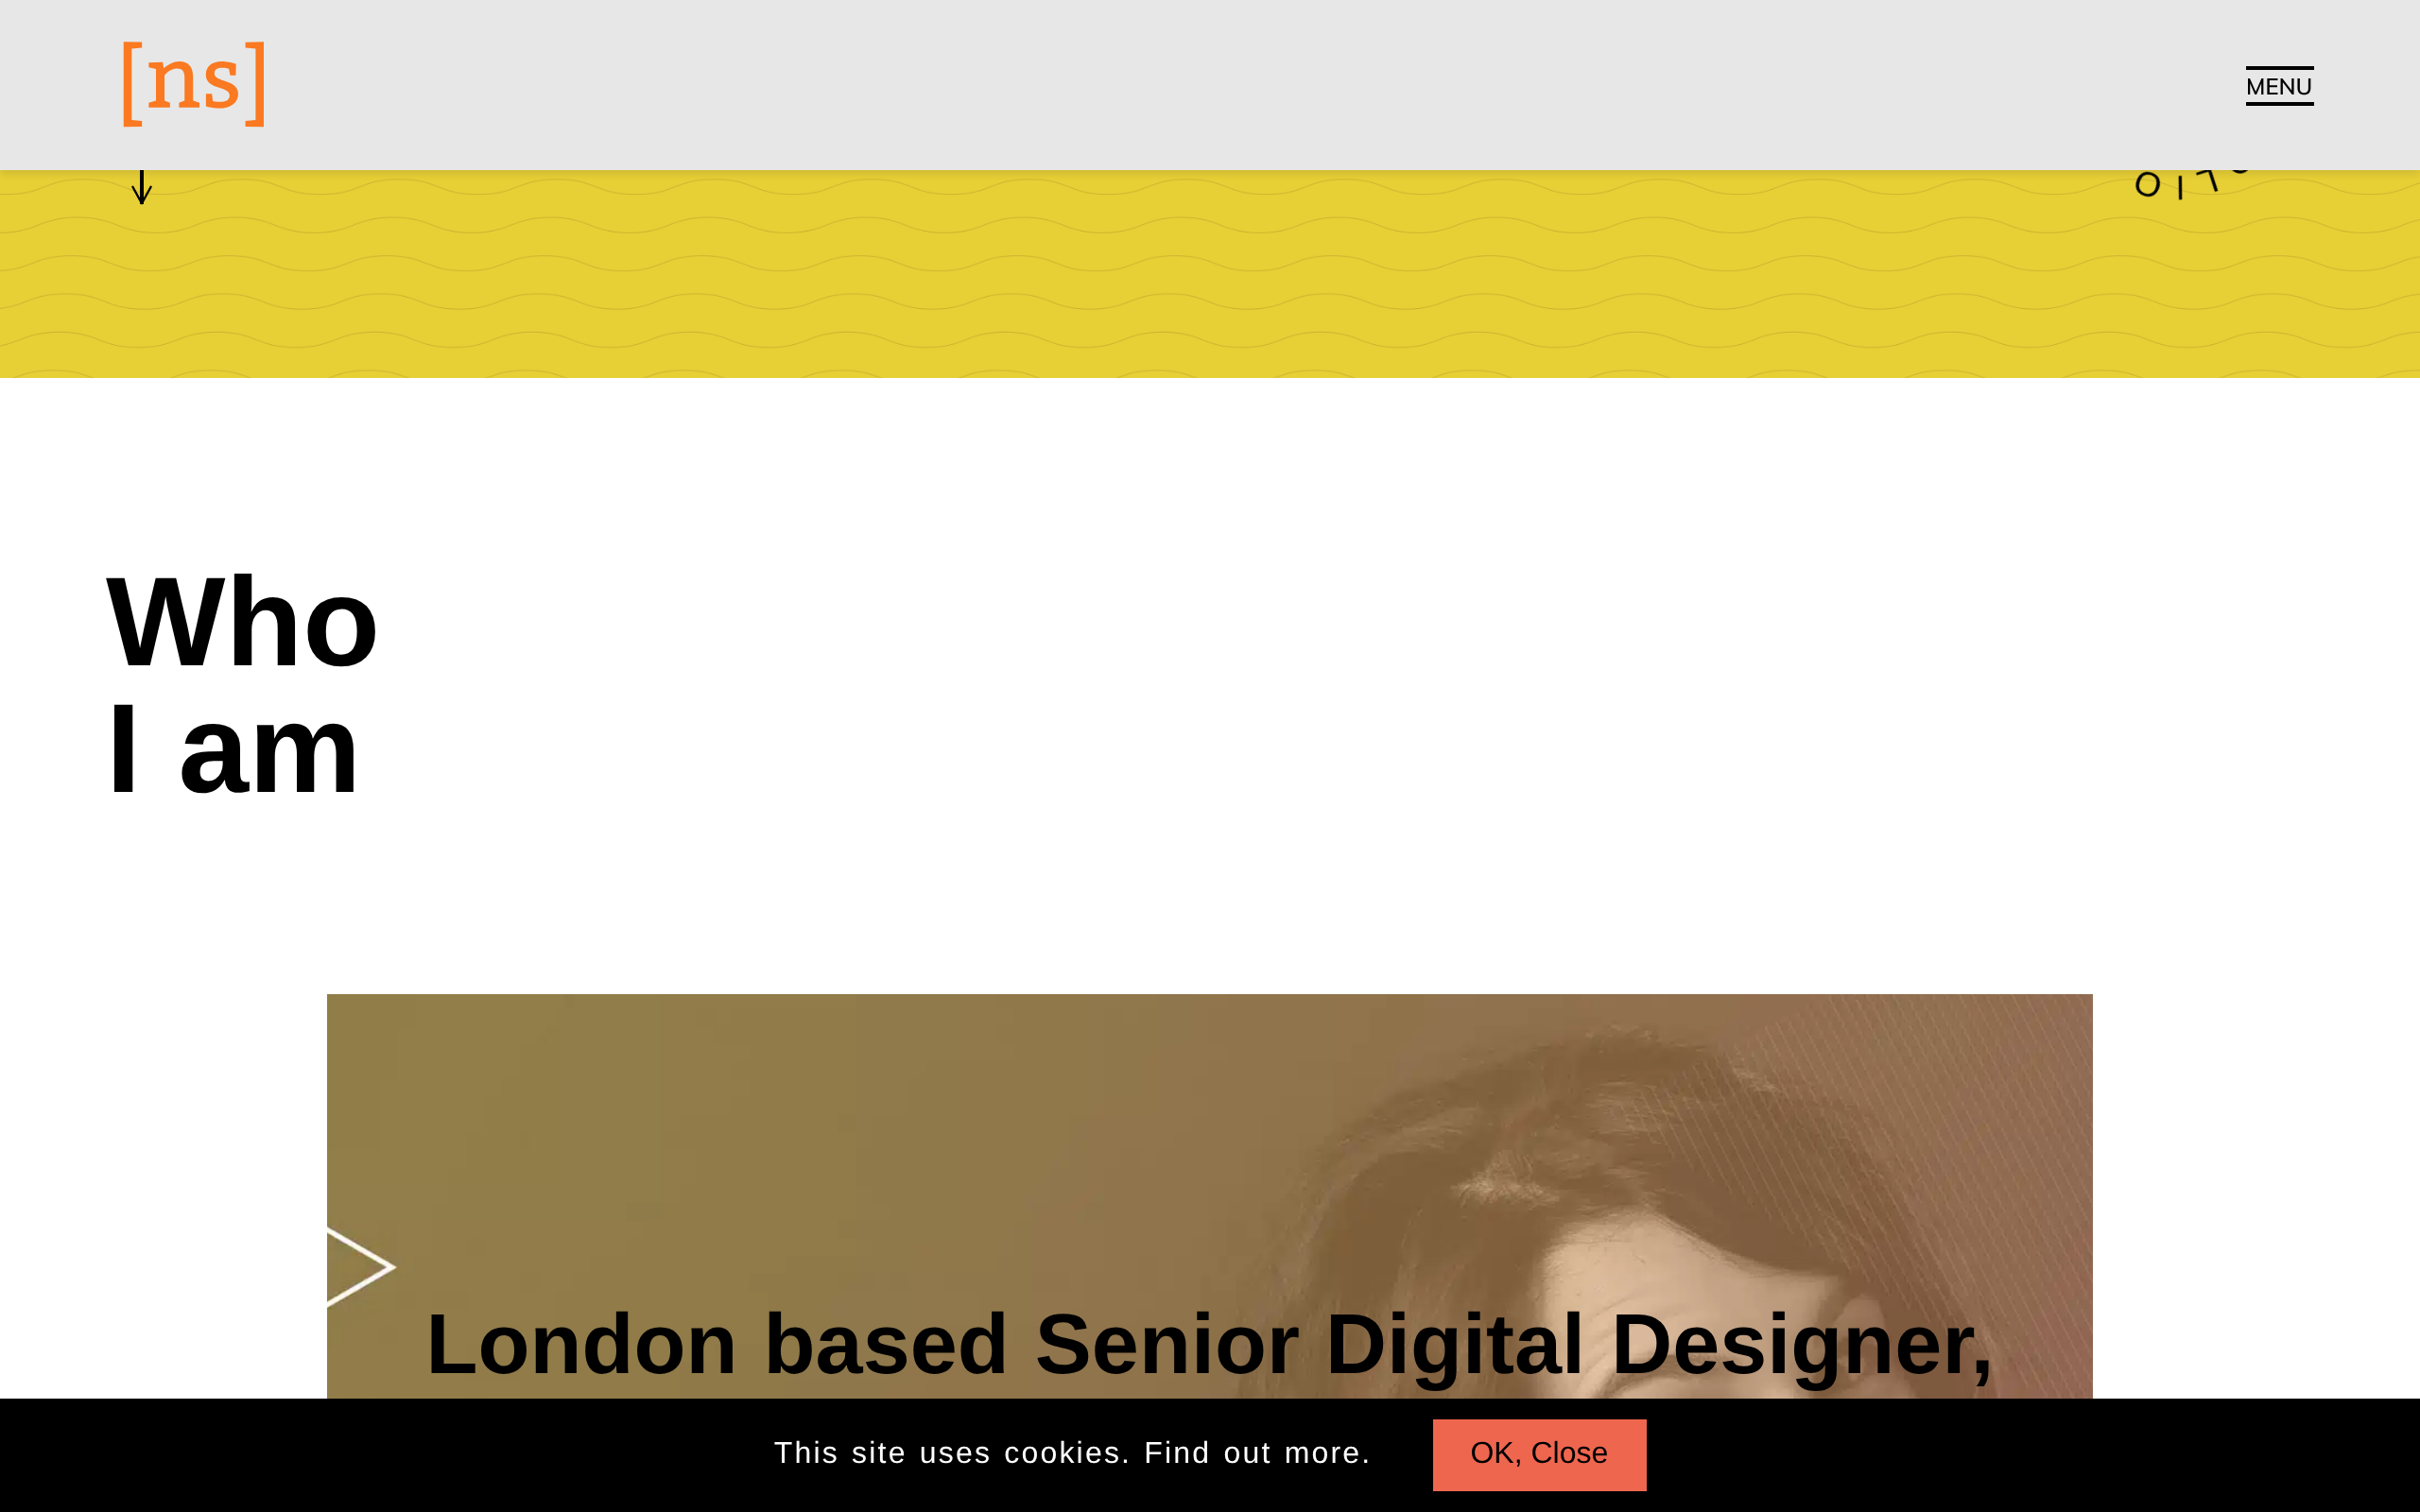 [ns]
MENU
Who
I am
London based Senior Digital Designer,
This site uses cookies. Find out more.
OK, Close